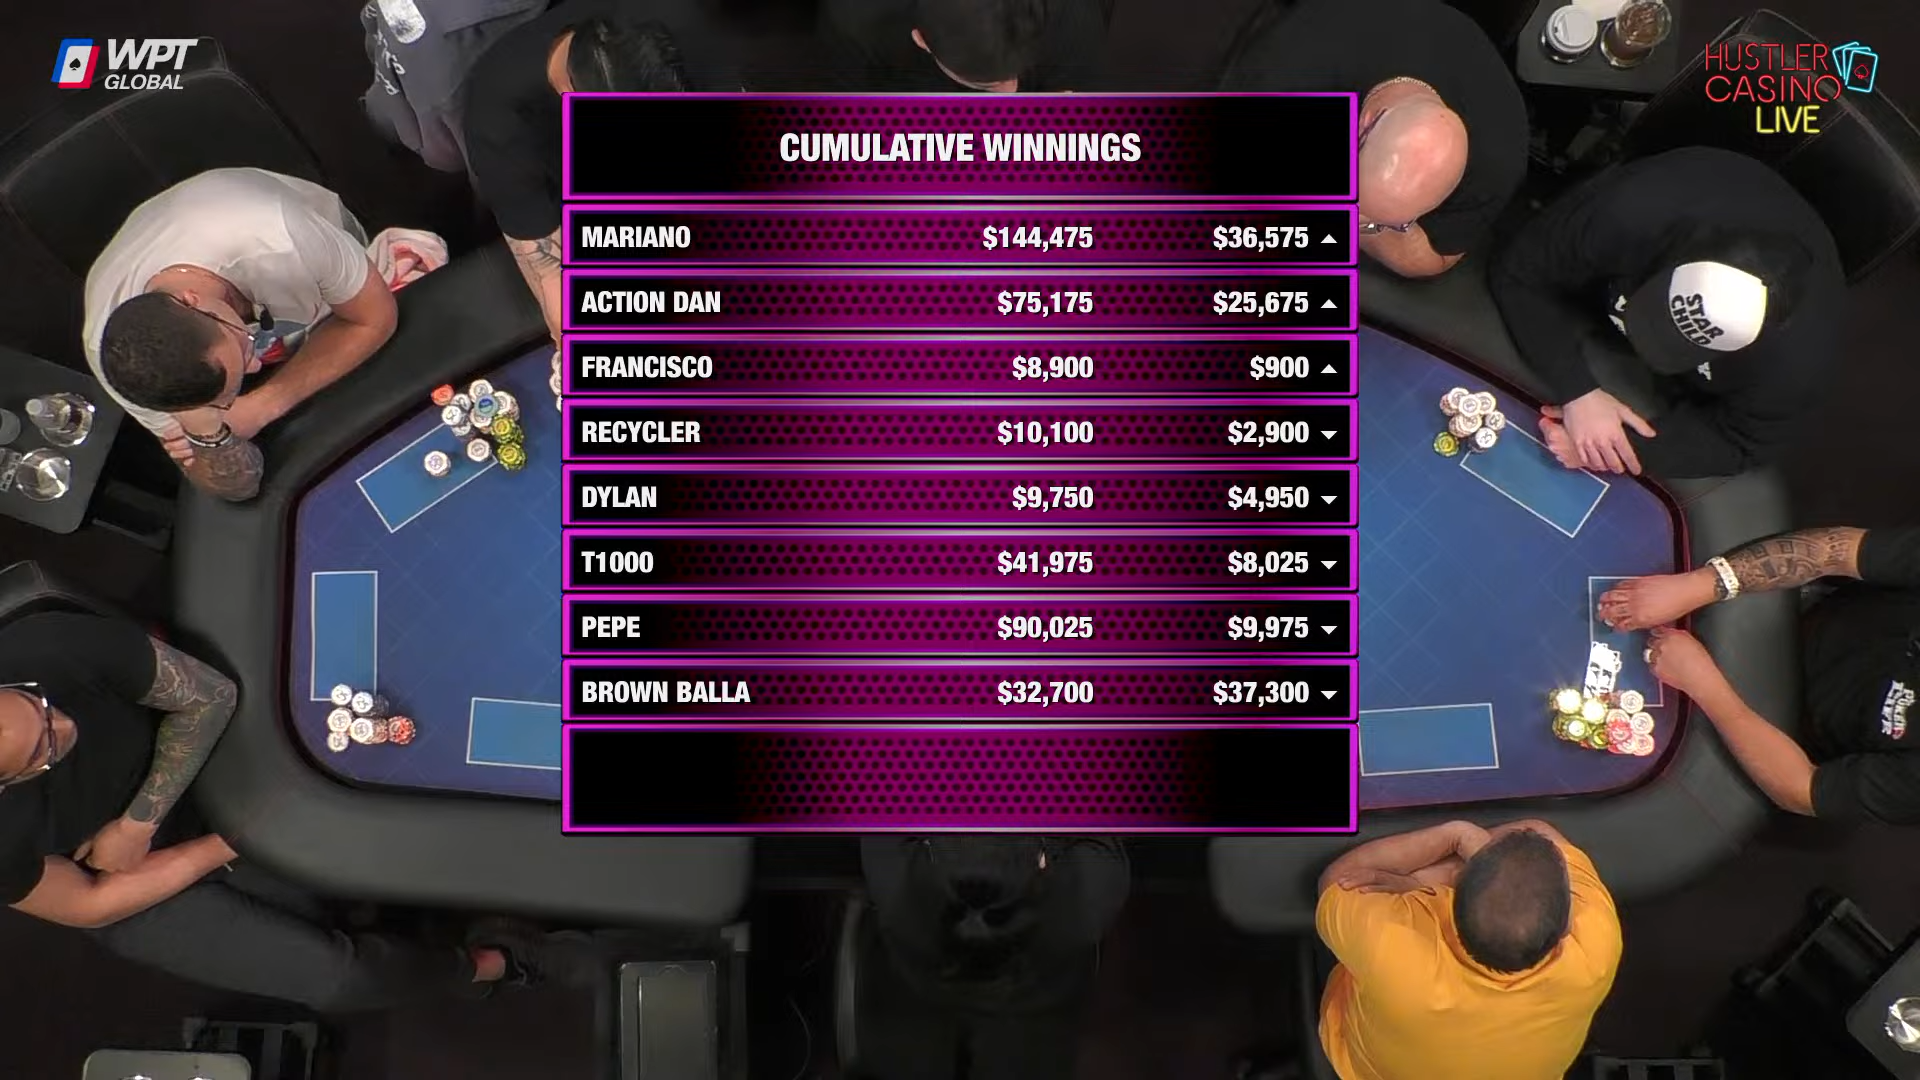 WPT
GLOBAL
HUSTLER
CASINO
LIVE
CUMULATIVE WINNINGS
MARIANO $144,475 $36,575
ACTION DAN $75,175 $25,675
FRANCISCO $8,900 $900
RECYCLER $10,100 $2,900
DYLAN $9,750 $4,950
T1000 $41,975 $8,025
PEPE $90,025 $9,975
BROWN BALLA $32,700 $37,300
STAR
CHILD